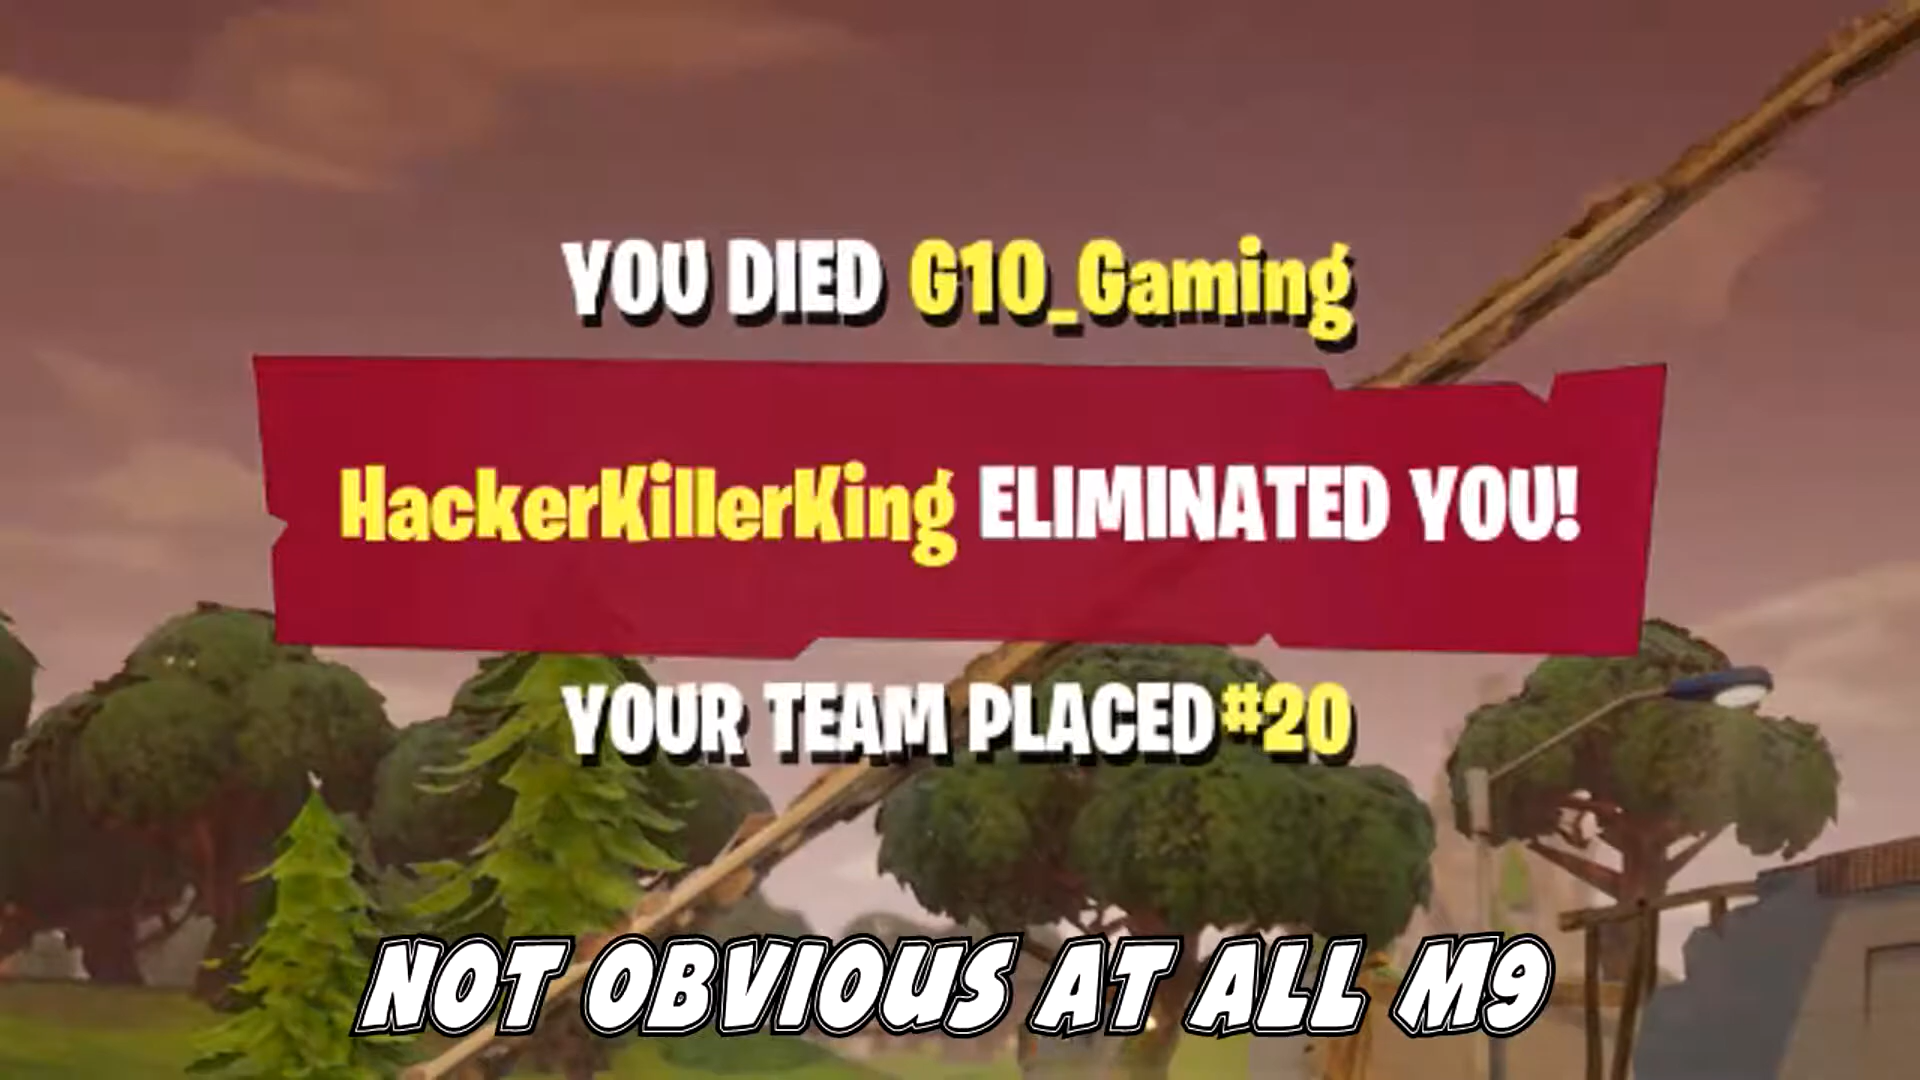 YOU DIED G10_Gaming
HackerKillerKing ELIMINATED YOU!
YOUR TEAM PLACED #20
NOT OBVIOUS AT ALL M9